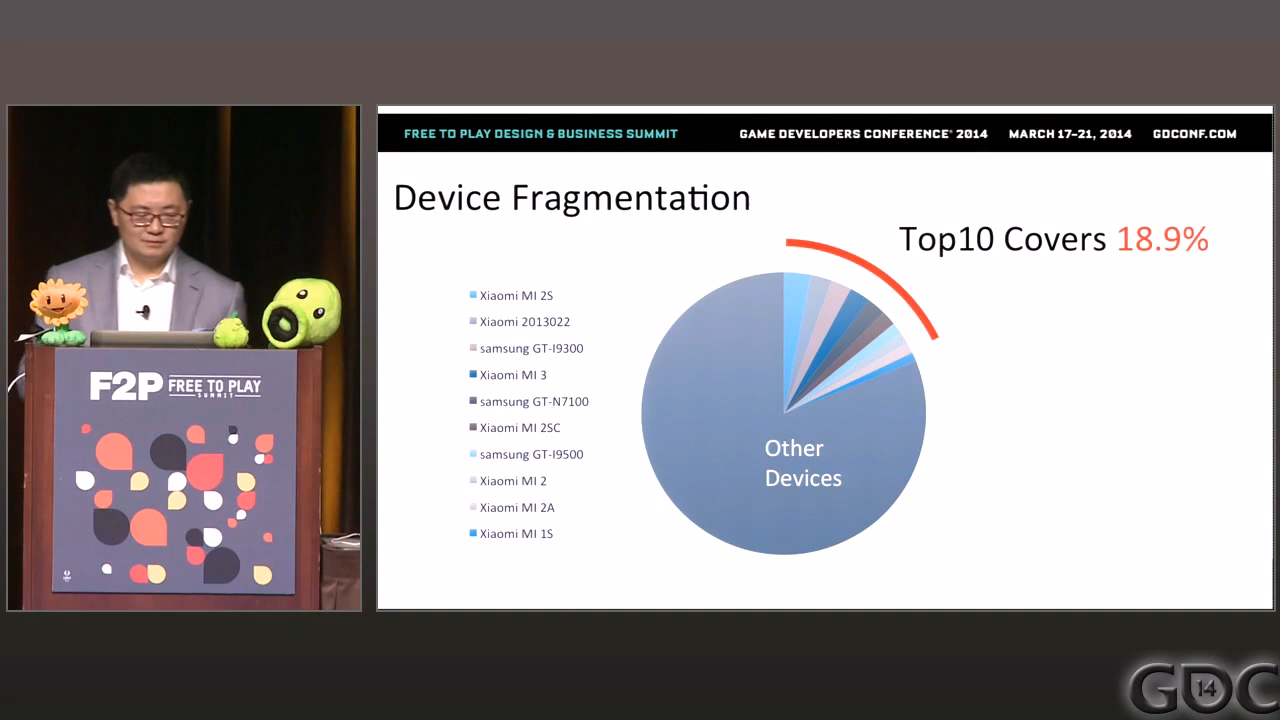 FREE TO PLAY DESIGN & BUSINESS SUMMIT
GAME DEVELOPERS CONFERENCE® 2014 MARCH 17–21, 2014 GDCONF.COM
Device Fragmentation
Top10 Covers 18.9%
Xiaomi MI 2S
Xiaomi 2013022
samsung GT-I9300
Xiaomi MI 3
samsung GT-N7100
Xiaomi MI 2SC
samsung GT-I9500
Xiaomi MI 2
Xiaomi MI 2A
Xiaomi MI 1S
Other
Devices
F2P FREE TO PLAY
SUMMIT
GDC
14